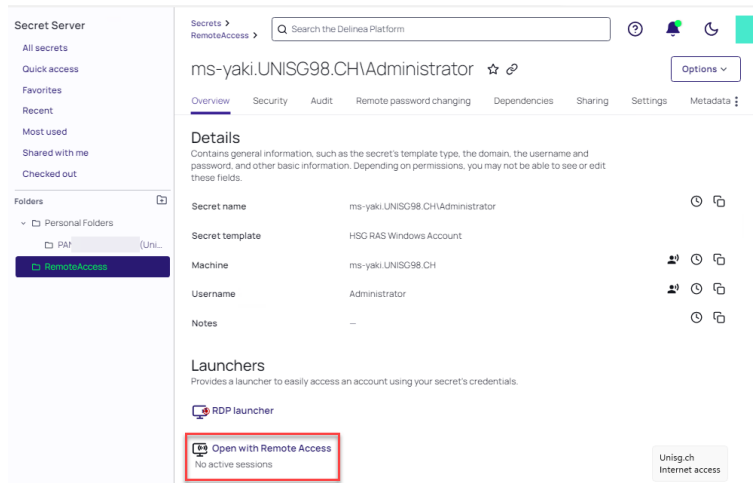 Secret Server
All secrets
Quick access
Favorites
Recent
Most used
Shared with me
Checked out
Folders
Personal Folders
(Uni...
RemoteAccess
Secrets >
RemoteAccess >
Search the Delinea Platform
ms-yaki.UNISG98.CH\Administrator
Options
Overview Security Audit Remote password changing Dependencies Sharing Settings Metadata
Details
Contains general information, such as the secret's template type, the domain, the username and
password, and other basic information. Depending on permissions, you may not be able to see or edit
these fields.
Secret name ms-yaki.UNISG98.CH\Administrator
Secret template HSG RAS Windows Account
Machine ms-yaki.UNISG98.CH
Username Administrator
Notes —
Launchers
Provides a launcher to easily access an account using your secret's credentials.
RDP launcher
Open with Remote Access
No active sessions
Unisg.ch
Internet access